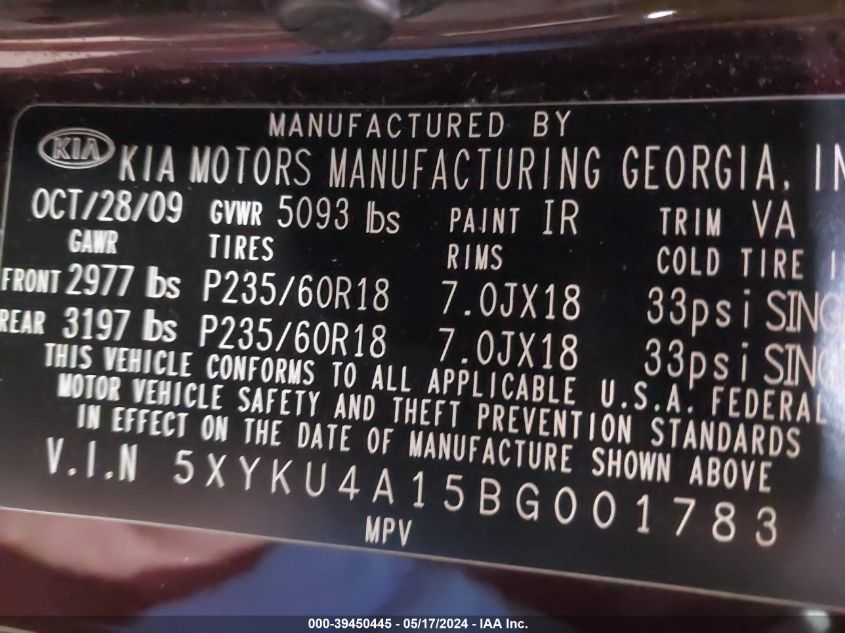 MANUFACTURED BY
KIA KIA MOTORS MANUFACTURING GEORGIA, IN
OCT/28/09 GVWR 5093 lbs PAINT IR TRIM VA
GAWR TIRES RIMS COLD TIRE
FRONT 2977 lbs P235/60R18 7.0JX18 33psi SING
REAR 3197 lbs P235/60R18 7.0JX18 33psi SING
THIS VEHICLE CONFORMS TO ALL APPLICABLE U.S.A. FEDERAL
MOTOR VEHICLE SAFETY AND THEFT PREVENTION STANDARDS
IN EFFECT ON THE DATE OF MANUFACTURE SHOWN ABOVE
V.I.N 5XYKU4A15BG001783
MPV
000-39450445 - 05/17/2024 - IAA Inc.